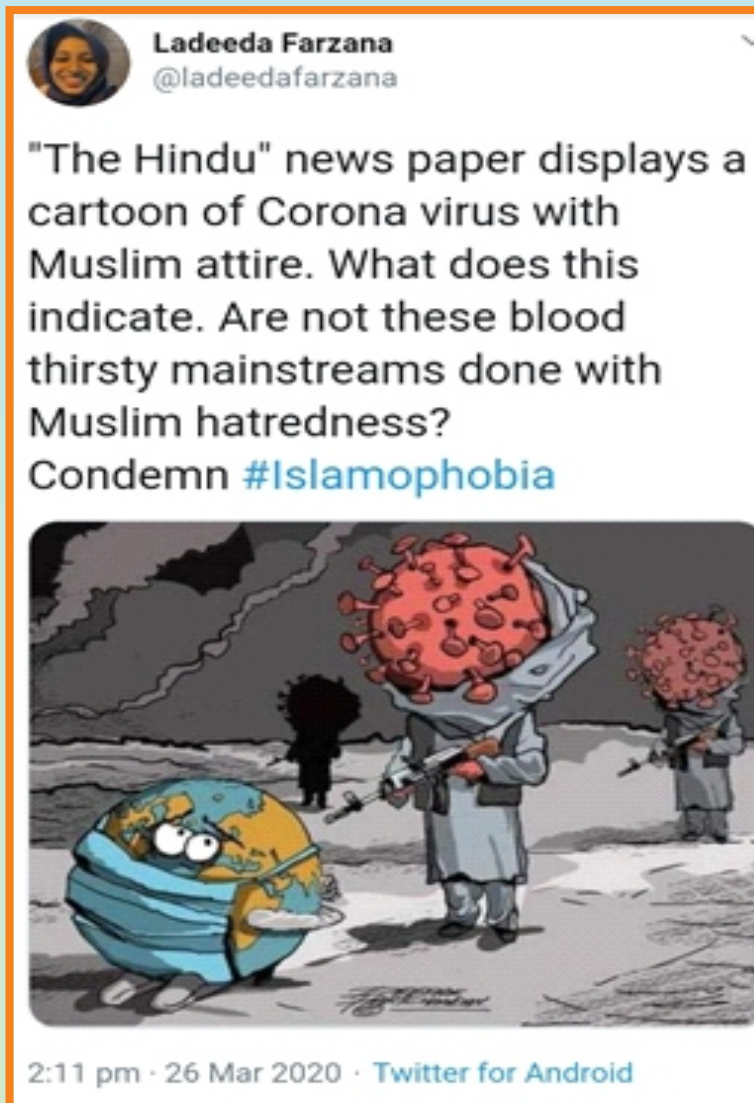 Ladeeda Farzana
@ladeedafarzana
"The Hindu" news paper displays a
cartoon of Corona virus with
Muslim attire. What does this
indicate. Are not these blood
thirsty mainstreams done with
Muslim hatredness?
Condemn #Islamophobia
2:11 pm · 26 Mar 2020 · Twitter for Android